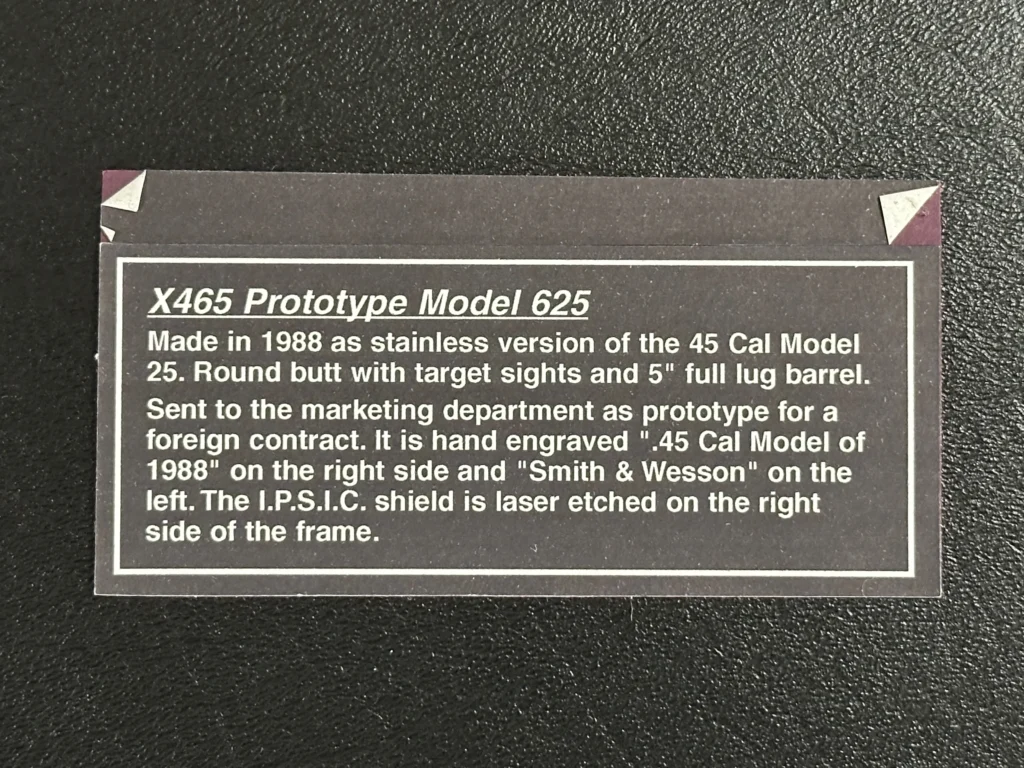 X465 Prototype Model 625
Made in 1988 as stainless version of the 45 Cal Model
25. Round butt with target sights and 5" full lug barrel.
Sent to the marketing department as prototype for a
foreign contract. It is hand engraved ".45 Cal Model of
1988" on the right side and "Smith & Wesson" on the
left. The I.P.S.I.C. shield is laser etched on the right
side of the frame.